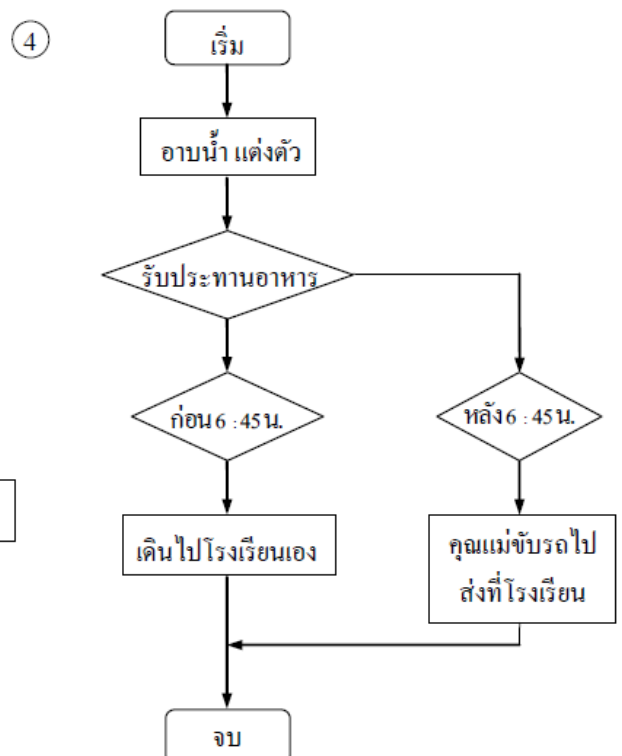 4
เริ่ม
อาบน้ำ แต่งตัว
รับประทานอาหาร
ก่อน 6 : 45 น.
หลัง 6 : 45 น.
เดินไปโรงเรียนเอง
คุณแม่ขับรถไป
ส่งที่โรงเรียน
จบ